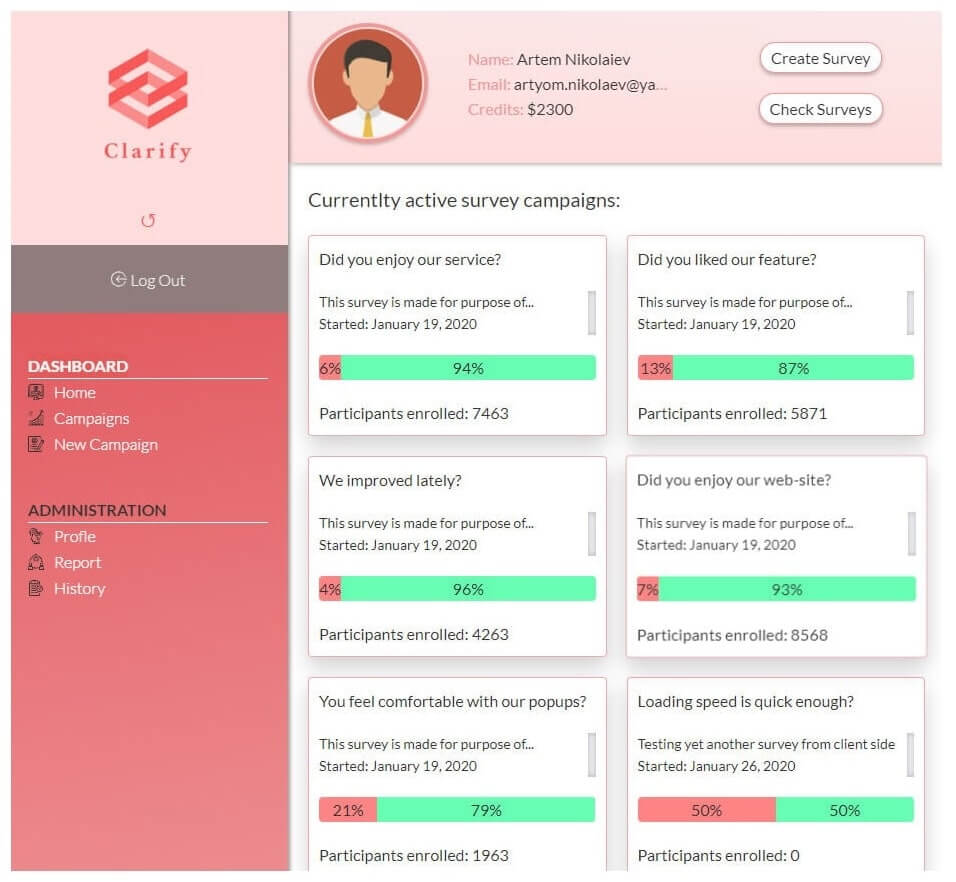 Clarify
Log Out
DASHBOARD
Home
Campaigns
New Campaign
ADMINISTRATION
Profle
Report
History
Name: Artem Nikolaiev
Email: artyom.nikolaev@ya...
Credits: $2300
Create Survey
Check Surveys
Currentlty active survey campaigns:
Did you enjoy our service?
This survey is made for purpose of...
Started: January 19, 2020
6% 94%
Participants enrolled: 7463
Did you liked our feature?
This survey is made for purpose of...
Started: January 19, 2020
13% 87%
Participants enrolled: 5871
We improved lately?
This survey is made for purpose of...
Started: January 19, 2020
4% 96%
Participants enrolled: 4263
Did you enjoy our web-site?
This survey is made for purpose of...
Started: January 19, 2020
7% 93%
Participants enrolled: 8568
You feel comfortable with our popups?
This survey is made for purpose of...
Started: January 19, 2020
21% 79%
Participants enrolled: 1963
Loading speed is quick enough?
Testing yet another survey from client side
Started: January 26, 2020
50% 50%
Participants enrolled: 0